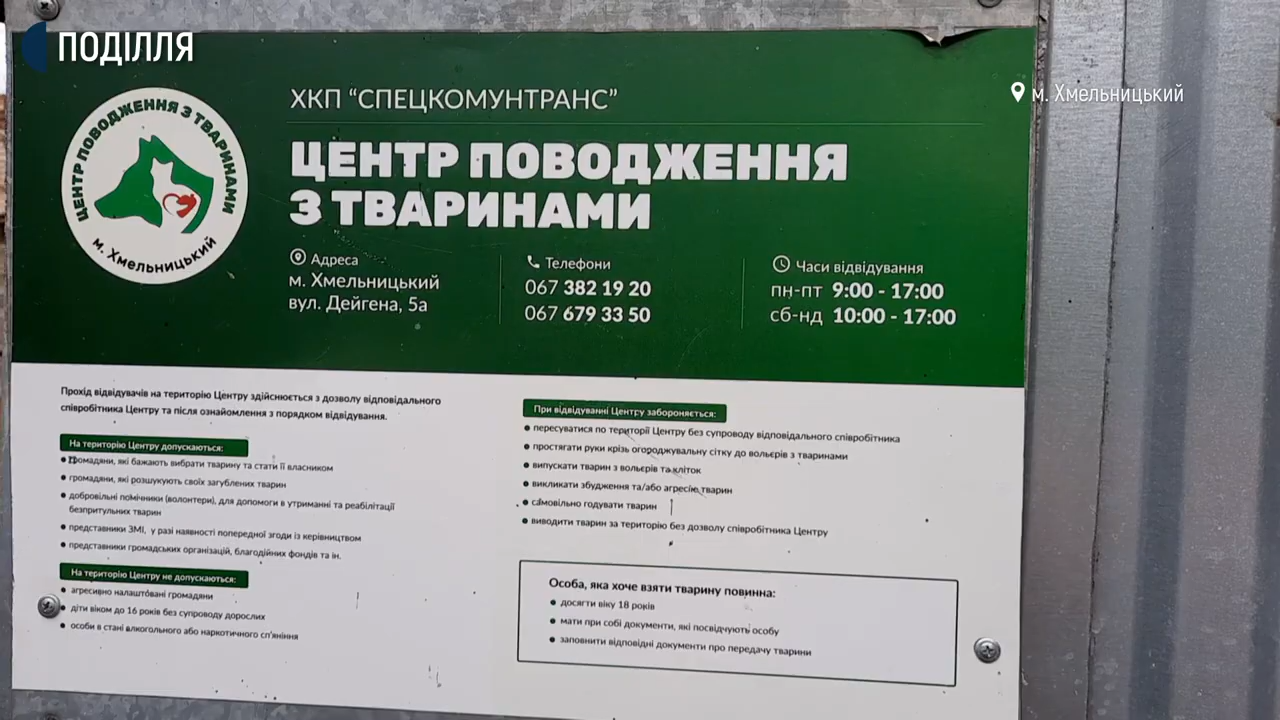 ПОДІЛЛЯ
м. Хмельницький
ХКП “СПЕЦКОМУНТРАНС”
ЦЕНТР ПОВОДЖЕННЯ З ТВАРИНАМИ
м. Хмельницький
ЦЕНТР ПОВОДЖЕННЯ
З ТВАРИНАМИ
Адреса
м. Хмельницький
вул. Дейгена, 5а
Телефони
067 382 19 20
067 679 33 50
Часи відвідування
пн-пт 9:00 - 17:00
сб-нд 10:00 - 17:00
Прохід відвідувачів на територію Центру здійснюється з дозволу відповідального
співробітника Центру та після ознайомлення з порядком відвідування.
На територію Центру допускаються:
громадяни, які бажають вибрати тварину та стати її власником
громадяни, які розшукують своїх загублених тварин
добровільні помічники (волонтери), для допомоги в утриманні та реабілітації
безпритульних тварин
представники ЗМІ, у разі наявності попередної згоди із керівництвом
представники громадських організацій, благодійних фондів та ін.
На територію Центру не допускаються:
агресивно налаштовані громадяни
діти віком до 16 років без супроводу дорослих
особи в стані алкогольного або наркотичного сп'яніння
При відвідуванні Центру забороняється:
пересуватися по території Центру без супроводу відповідального співробітника
простягати руки крізь огороджувальну сітку до вольєрів з тваринами
випускати тварин з вольєрів та кліток
викликати збудження та/або агресію тварин
самовільно годувати тварин
виводити тварин за територію без дозволу співробітника Центру
Особа, яка хоче взяти тварину повинна:
досягти віку 18 років
мати при собі документи, які посвідчують особу
заповнити відповідні документи про передачу тварини